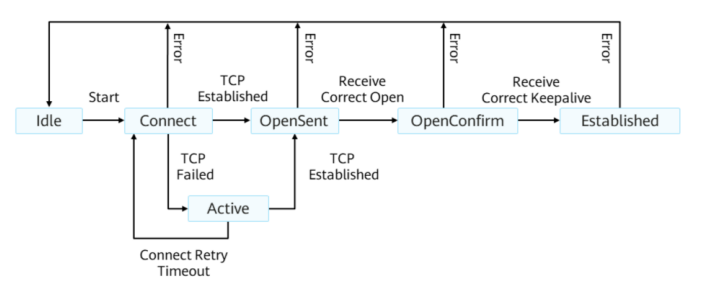 Error
Error
Error
Error
Start
TCP
Established
Receive
Correct Open
Receive
Correct Keepalive
Idle
Connect
OpenSent
OpenConfirm
Established
TCP
Failed
TCP
Established
Active
Connect Retry
Timeout